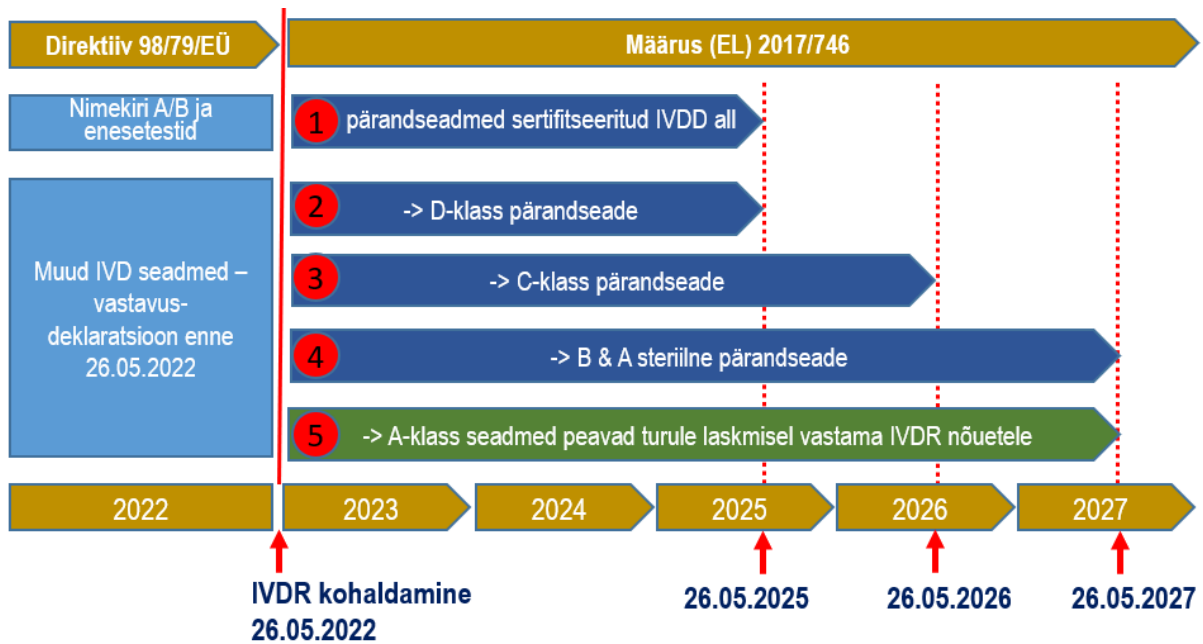 Direktiiv 98/79/EÜ
Määrus (EL) 2017/746
Nimekiri A/B ja
enesetestid
1 pärandseadmed sertifitseeritud IVDD all
2 -> D-klass pärandseade
Muud IVD seadmed –
vastavus-
deklaratsioon enne
26.05.2022
3 -> C-klass pärandseade
4 -> B & A steriilne pärandseade
5 -> A-klass seadmed peavad turule laskmisel vastama IVDR nõuetele
2022
2023
2024
2025
2026
2027
IVDR kohaldamine
26.05.2022
26.05.2025
26.05.2026
26.05.2027